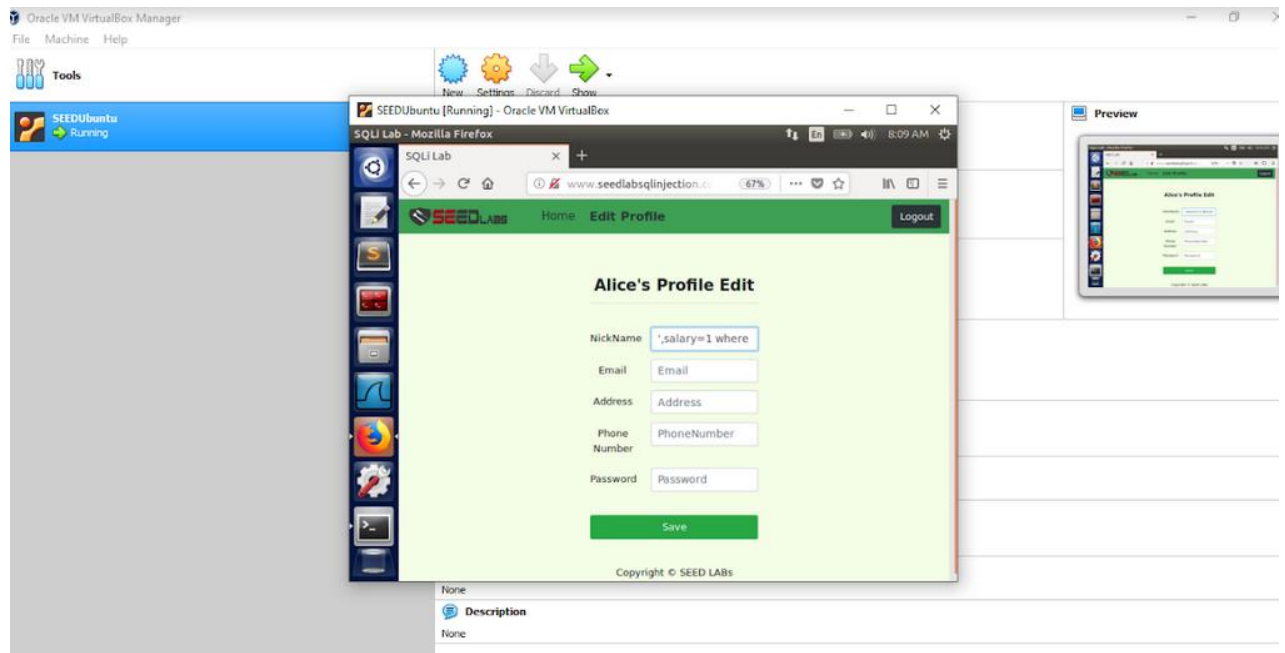 Oracle VM VirtualBox Manager
File Machine Help
Tools
New Settings Discard Show
SEEDUbuntu
Running
Preview
SEEDUbuntu [Running] - Oracle VM VirtualBox
SQLi Lab - Mozilla Firefox
En
8:09 AM
SQLi Lab
www.seedlabsqlinjection.c
67%
SEEDLABS Home Edit Profile Logout
Alice's Profile Edit
NickName ',salary=1 where
Email Email
Address Address
Phone Number PhoneNumber
Password Password
Save
Copyright © SEED LABs
None
Description
None